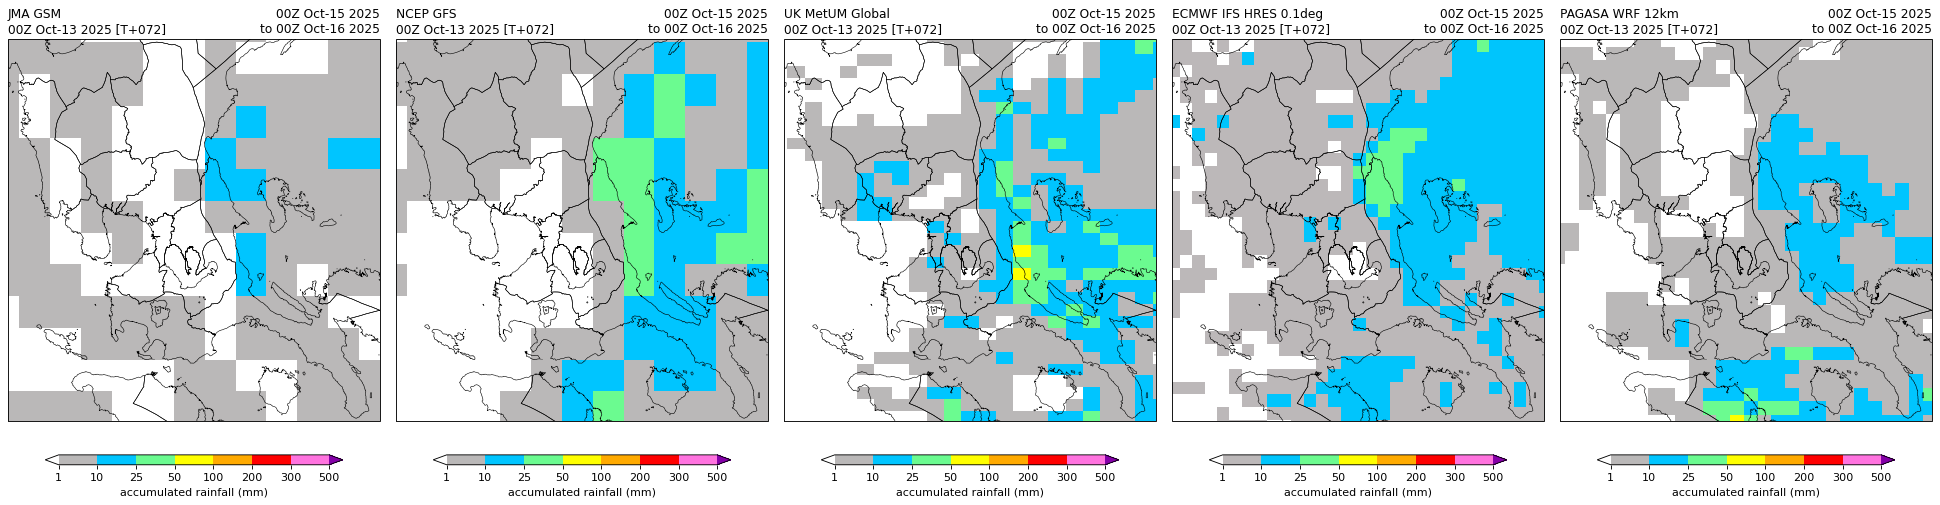 JMA GSM
00Z Oct-13 2025 [T+072]
00Z Oct-15 2025
to 00Z Oct-16 2025
1 10 25 50 100 200 300 500
accumulated rainfall (mm)
NCEP GFS
00Z Oct-13 2025 [T+072]
00Z Oct-15 2025
to 00Z Oct-16 2025
1 10 25 50 100 200 300 500
accumulated rainfall (mm)
UK MetUM Global
00Z Oct-13 2025 [T+072]
00Z Oct-15 2025
to 00Z Oct-16 2025
1 10 25 50 100 200 300 500
accumulated rainfall (mm)
ECMWF IFS HRES 0.1deg
00Z Oct-13 2025 [T+072]
00Z Oct-15 2025
to 00Z Oct-16 2025
1 10 25 50 100 200 300 500
accumulated rainfall (mm)
PAGASA WRF 12km
00Z Oct-13 2025 [T+072]
00Z Oct-15 2025
to 00Z Oct-16 2025
1 10 25 50 100 200 300 500
accumulated rainfall (mm)